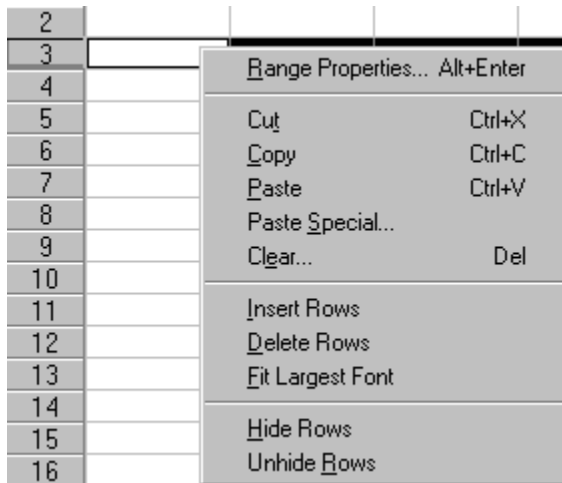 2
3
4
5
6
7
8
9
10
11
12
13
14
15
16
Range Properties... Alt+Enter
Cut Ctrl+X
Copy Ctrl+C
Paste Ctrl+V
Paste Special...
Clear... Del
Insert Rows
Delete Rows
Fit Largest Font
Hide Rows
Unhide Rows